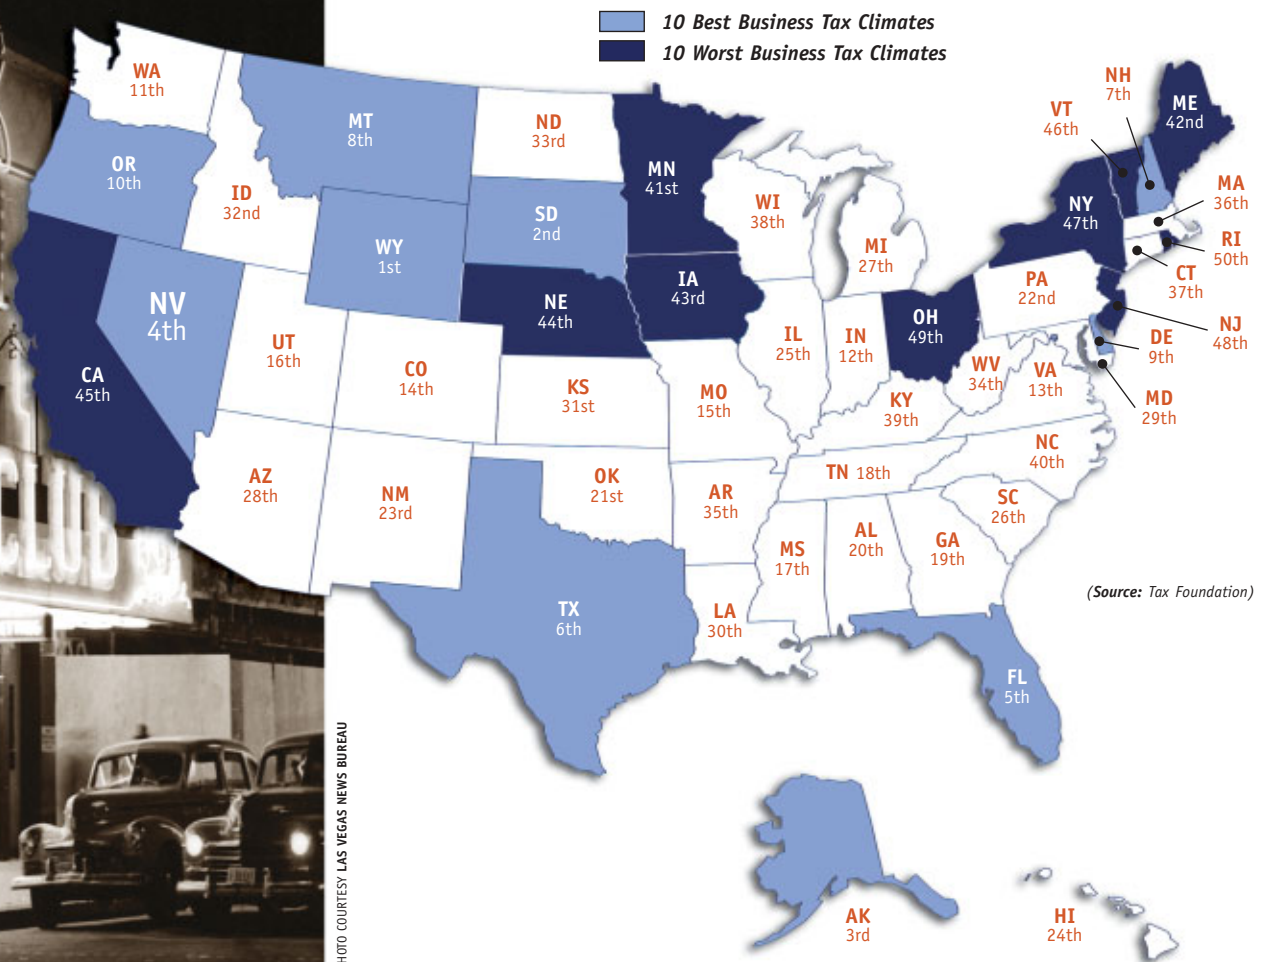 10 Best Business Tax Climates
10 Worst Business Tax Climates
WA
11th
MT
8th
ND
33rd
MN
41st
NH
7th
VT
46th
ME
42nd
OR
10th
ID
32nd
WY
1st
SD
2nd
WI
38th
MI
27th
NY
47th
MA
36th
RI
50th
CT
37th
NV
4th
NE
44th
IA
43rd
PA
22nd
NJ
48th
CA
45th
UT
16th
CO
14th
KS
31st
MO
15th
IL
25th
IN
12th
OH
49th
WV
34th
VA
13th
DE
9th
MD
29th
KY
39th
AZ
28th
NM
23rd
OK
21st
AR
35th
TN 18th
NC
40th
SC
26th
MS
17th
AL
20th
GA
19th
TX
6th
LA
30th
FL
5th
(Source: Tax Foundation)
AK
3rd
HI
24th
CLUB
HOTO COURTESY LAS VEGAS NEWS BUREAU